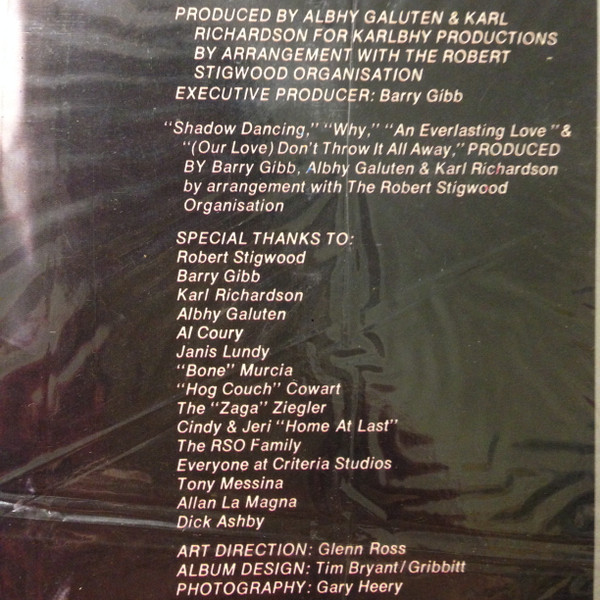 PRODUCED BY ALBHY GALUTEN & KARL
RICHARDSON FOR KARLBHY PRODUCTIONS
BY ARRANGEMENT WITH THE ROBERT
STIGWOOD ORGANISATION
EXECUTIVE PRODUCER: Barry Gibb
"Shadow Dancing," "Why," "An Everlasting Love" &
"(Our Love) Don't Throw It All Away," PRODUCED
BY Barry Gibb, Albhy Galuten & Karl Richardson
by arrangement with The Robert Stigwood
Organisation
SPECIAL THANKS TO:
Robert Stigwood
Barry Gibb
Karl Richardson
Albhy Galuten
Al Coury
Janis Lundy
"Bone" Murcia
"Hog Couch" Cowart
The "Zaga" Ziegler
Cindy & Jeri "Home At Last"
The RSO Family
Everyone at Criteria Studios
Tony Messina
Allan La Magna
Dick Ashby
ART DIRECTION: Glenn Ross
ALBUM DESIGN: Tim Bryant/Gribbitt
PHOTOGRAPHY: Gary Heery